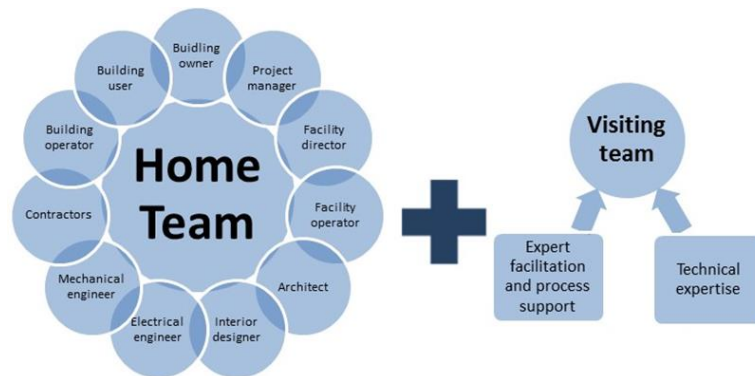 Buidling
owner
Project
manager
Facility
director
Facility
operator
Architect
Interior
designer
Electrical
engineer
Mechanical
engineer
Contractors
Building
operator
Building
user
Home
Team
Visiting
team
Expert
facilitation
and process
support
Technical
expertise